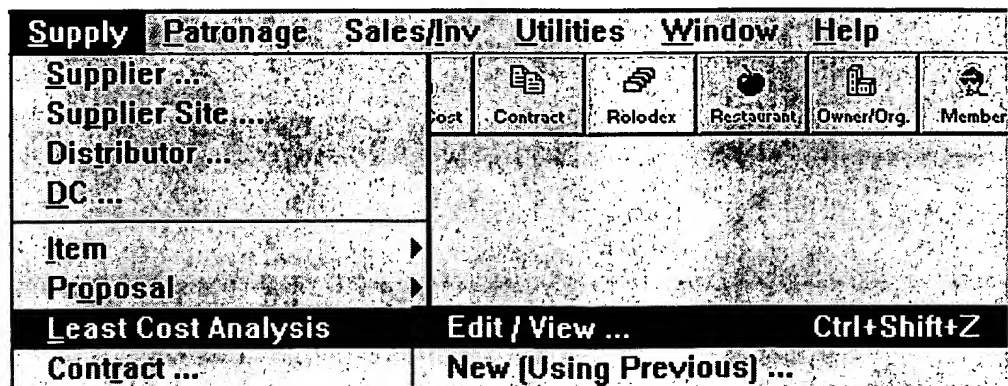 Supply Patronage Sales/Inv Utilities Window Help
Supplier ...
Supplier Site ...
Distributor ...
DC ...
Cost Contract Rolodex Restaurant Owner/Org. Member
Item
Proposal
Least Cost Analysis Edit / View ... Ctrl+Shift+Z
Contract ... New (Using Previous) ...